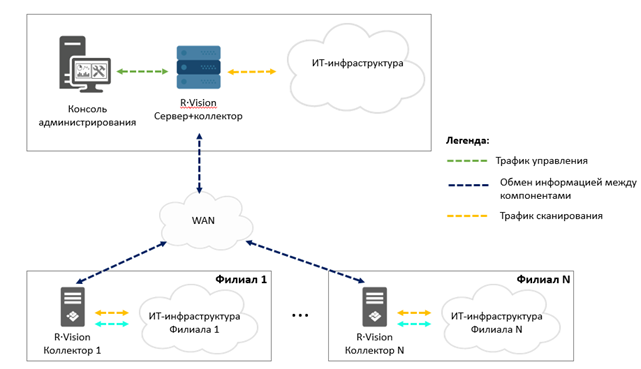 ИТ-инфраструктура
Консоль
администрирования
R·Vision
Сервер+коллектор
Легенда:
Трафик управления
Обмен информацией между
компонентами
Трафик сканирования
WAN
Филиал 1
ИТ-инфраструктура
Филиала 1
R·Vision
Коллектор 1
...
Филиал N
ИТ-инфраструктура
Филиала N
R·Vision
Коллектор N